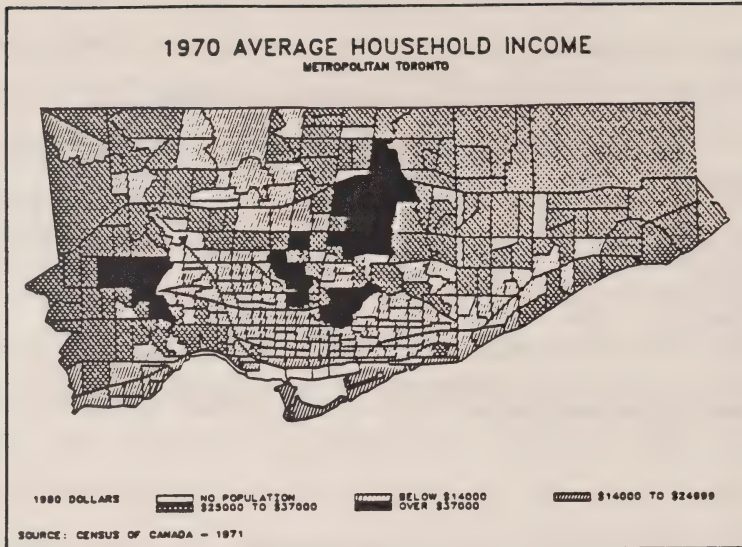 1970 AVERAGE HOUSEHOLD INCOME
METROPOLITAN TORONTO
1980 DOLLARS
NO POPULATION
$25000 TO $37000
BELOW $14000
OVER $37000
$14000 TO $24999
SOURCE: CENSUS OF CANADA - 1971